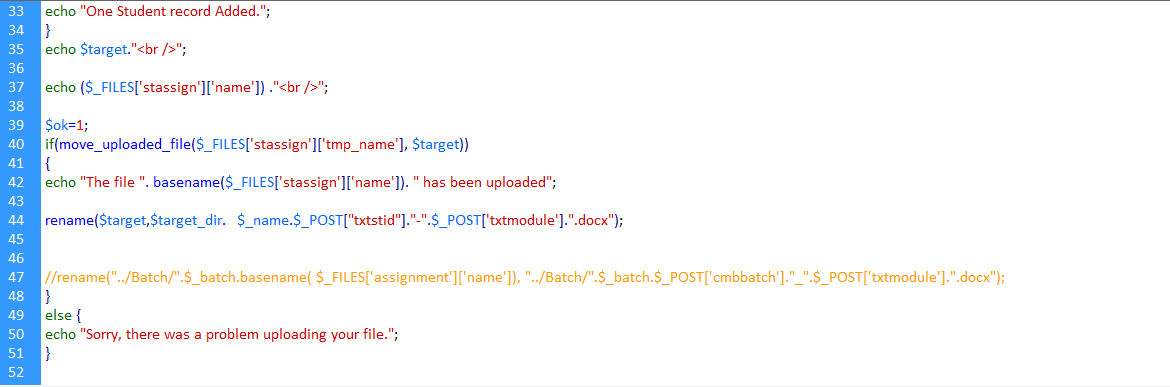 33 echo "One Student record Added.";
34 }
35 echo $target."<br />";
36
37 echo ($_FILES['stassign']['name']) ."<br />";
38
39 $ok=1;
40 if(move_uploaded_file($_FILES['stassign']['tmp_name'], $target))
41 {
42 echo "The file ". basename($_FILES['stassign']['name']). " has been uploaded";
43
44 rename($target,$target_dir.   $_name.$_POST["txtstid"]."-".$_POST['txtmodule'].".docx");
45
46
47 //rename("../Batch/".$_batch.basename( $_FILES['assignment']['name']), "../Batch/".$_batch.$_POST['cmbbatch']."_".$_POST['txtmodule'].".docx");
48 }
49 else {
50 echo "Sorry, there was a problem uploading your file.";
51 }
52